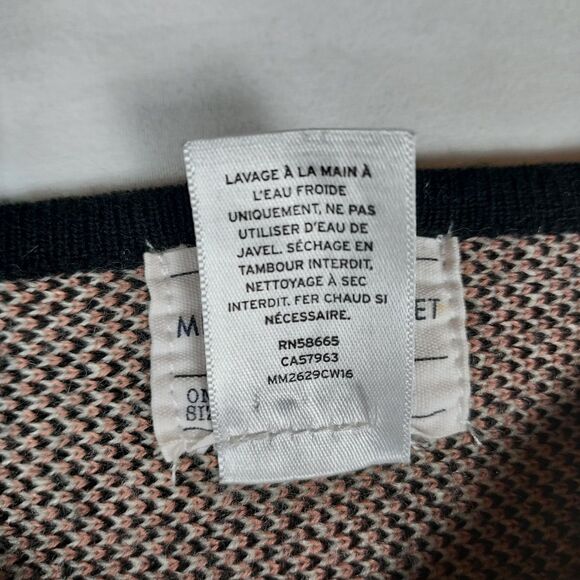 LAVAGE À LA MAIN À
L'EAU FROIDE
UNIQUEMENT, NE PAS
UTILISER D'EAU DE
JAVEL. SÉCHAGE EN
TAMBOUR INTERDIT,
NETTOYAGE À SEC
INTERDIT. FER CHAUD SI
NÉCESSAIRE.
RN58665
CA57963
MM2629CW16